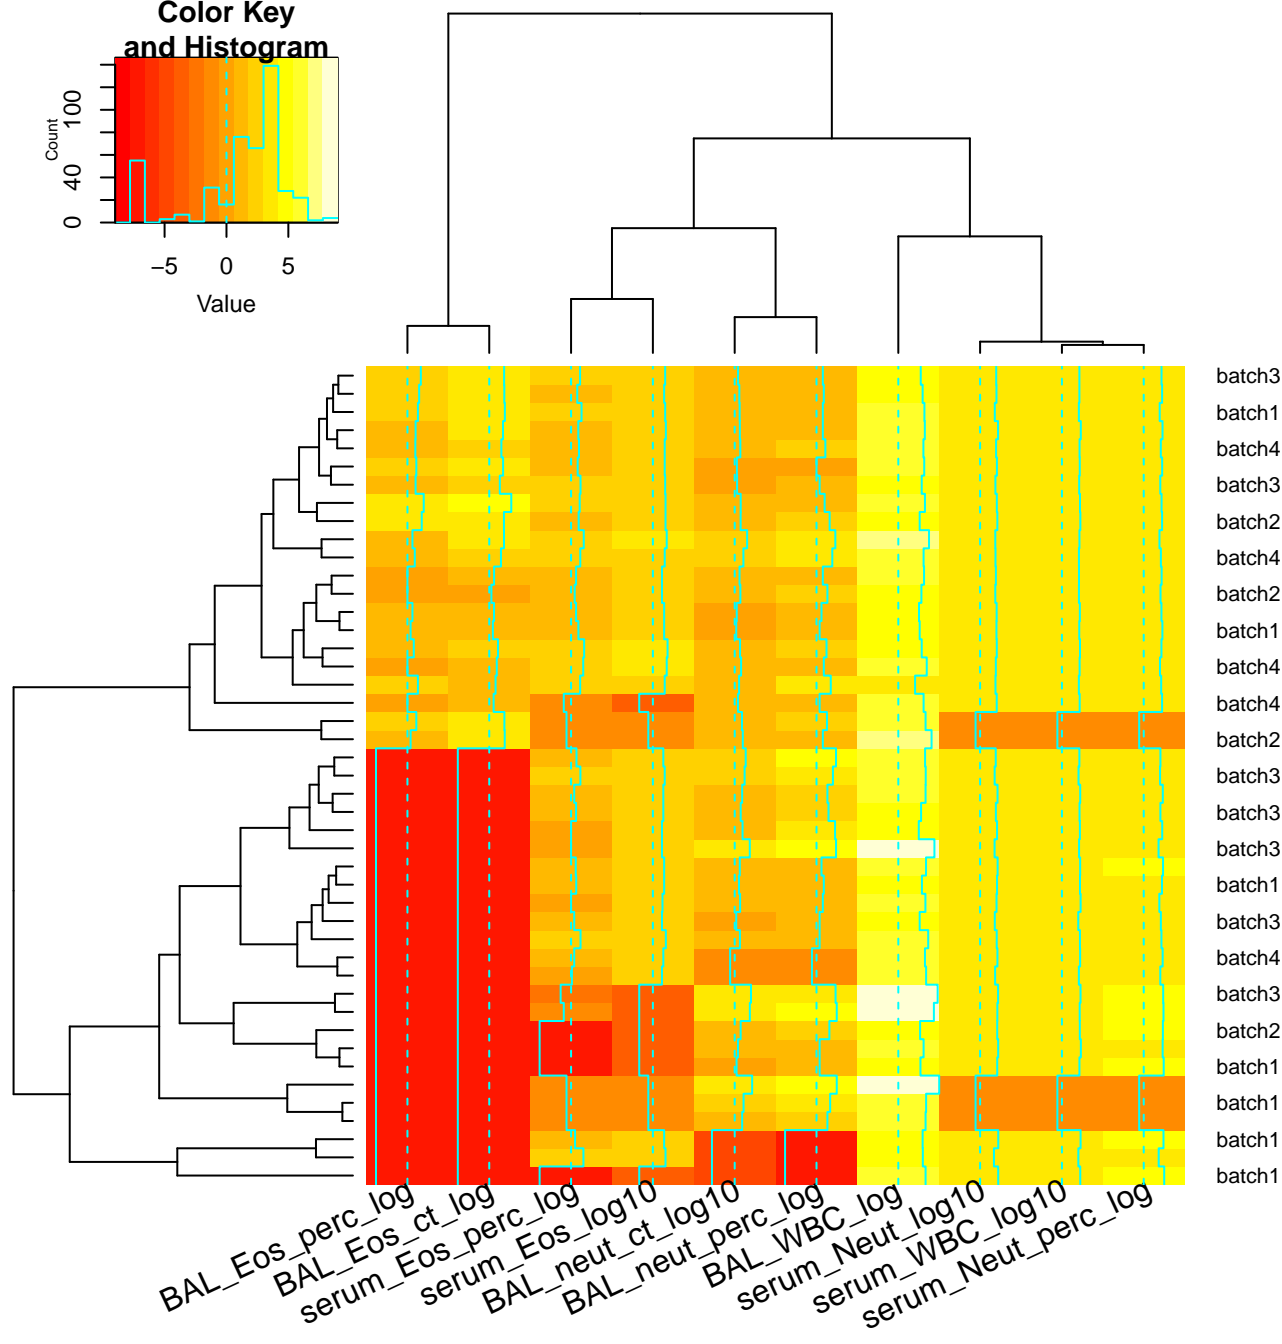 Color Key
and Histogram
Count
0
40
100
−5 0 5
Value
batch3
batch1
batch4
batch3
batch2
batch4
batch2
batch1
batch4
batch4
batch2
batch3
batch3
batch3
batch1
batch3
batch4
batch3
batch2
batch1
batch1
batch1
batch1
BAL_Eos_perc_log
BAL_Eos_ct_log
serum_Eos_perc_log
serum_Eos_log10
BAL_neut_ct_log10
BAL_neut_perc_log
BAL_WBC_log
serum_Neut_log10
serum_WBC_log10
serum_Neut_perc_log